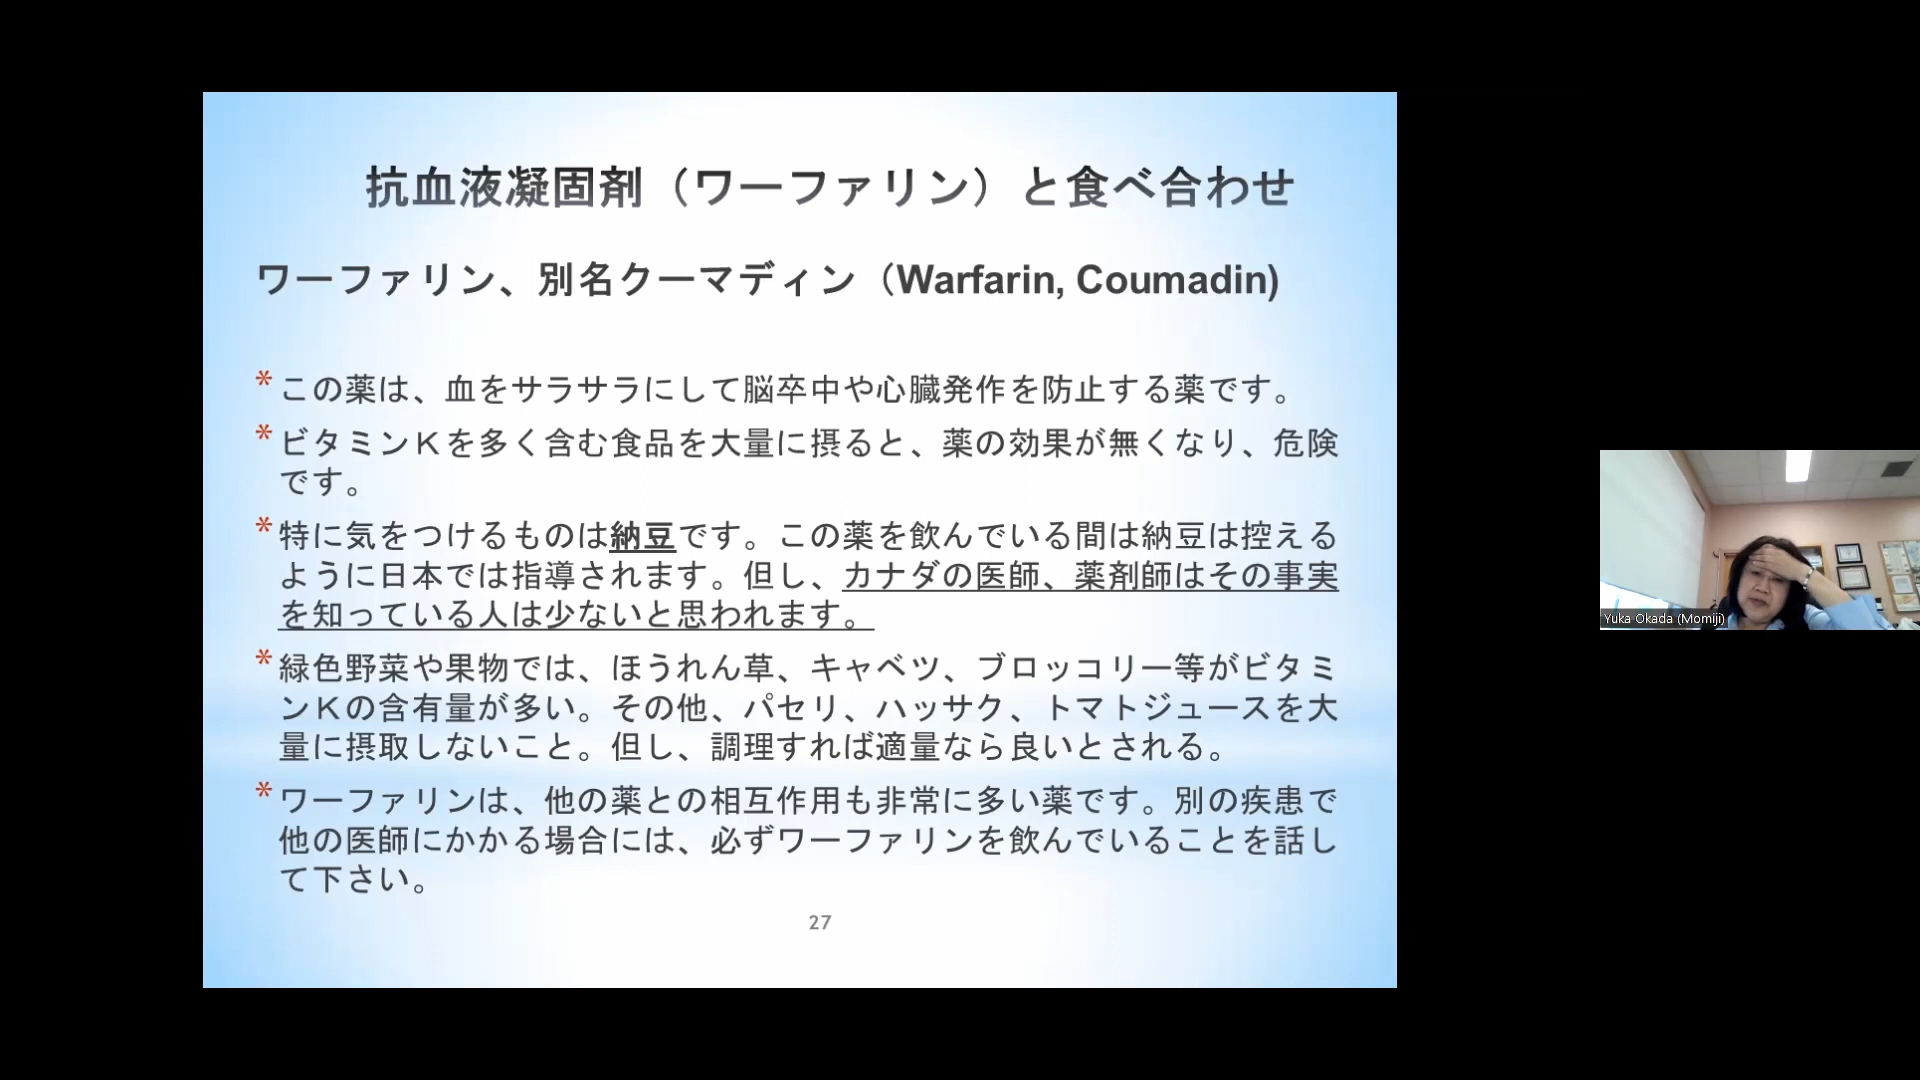 抗血液凝固剤（ワーファリン）と食べ合わせ
ワーファリン、別名クーマディン（Warfarin, Coumadin)
* この薬は、血をサラサラにして脳卒中や心臓発作を防止する薬です。
* ビタミンＫを多く含む食品を大量に摂ると、薬の効果が無くなり、危険
です。
* 特に気をつけるものは納豆です。この薬を飲んでいる間は納豆は控える
ように日本では指導されます。但し、カナダの医師、薬剤師はその事実
を知っている人は少ないと思われます。
* 緑色野菜や果物では、ほうれん草、キャベツ、ブロッコリー等がビタミ
ンＫの含有量が多い。その他、パセリ、ハッサク、トマトジュースを大
量に摂取しないこと。但し、調理すれば適量なら良いとされる。
* ワーファリンは、他の薬との相互作用も非常に多い薬です。別の疾患で
他の医師にかかる場合には、必ずワーファリンを飲んでいることを話し
て下さい。
27
Yuka Okada (Momiji)